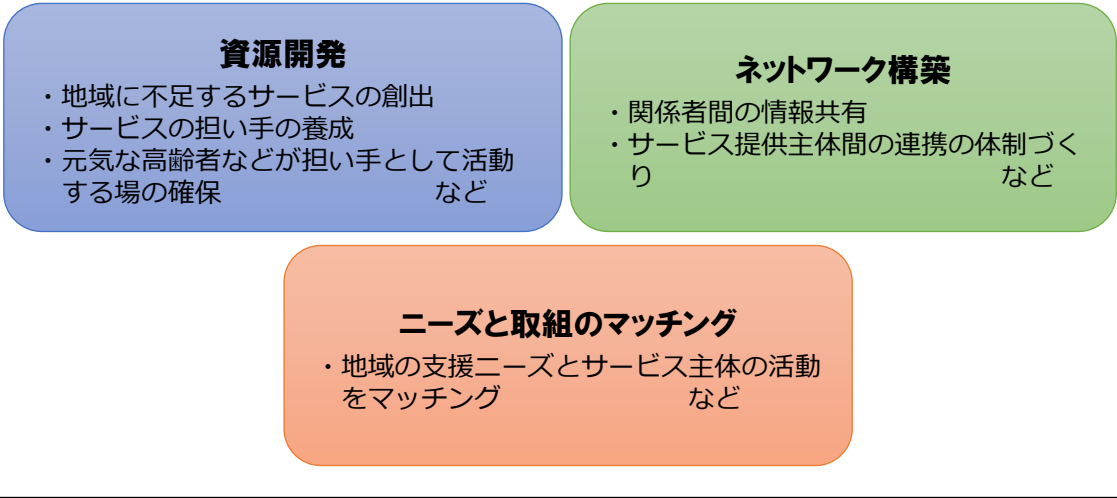 資源開発
・地域に不足するサービスの創出
・サービスの担い手の養成
・元気な高齢者などが担い手として活動
する場の確保　　　　　　　　など
ネットワーク構築
・関係者間の情報共有
・サービス提供主体間の連携の体制づく
り　　　　　　　　　　　　　など
ニーズと取組のマッチング
・地域の支援ニーズとサービス主体の活動
をマッチング　　　　　　　など